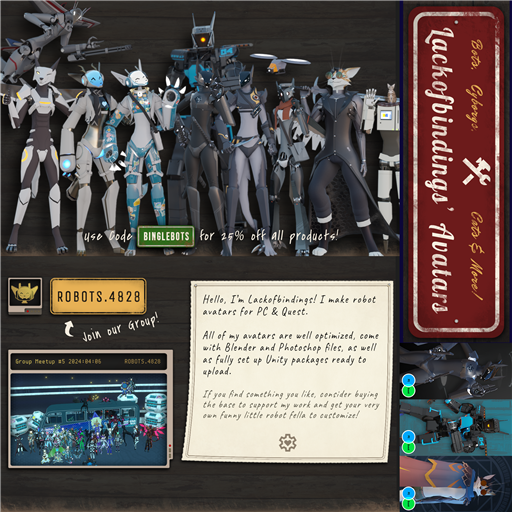 Bots, Cyborgs,
Lackofbindings' Avatars
Cats & More!
use code BINGLEBOTS for 25% off all products!
ROBOTS.4828
Join our Group!
Group Meetup #5 2024:04:06 ROBOTS.4828
Hello, I'm Lackofbindings! I make robot
avatars for PC & Quest.
All of my avatars are well optimized, come
with Blender and Photoshop files, as well
as fully set up Unity packages ready to
upload.
If you find something you like, consider buying
the base to support my work and get your very
own funny little robot fella to customize!